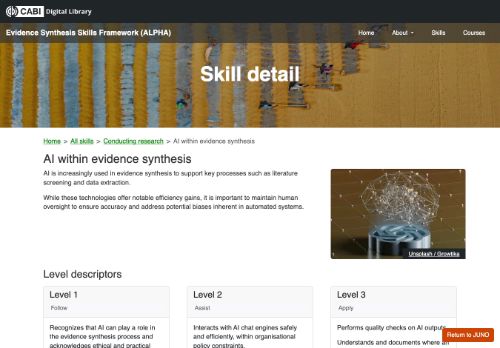 CABI Digital Library
Evidence Synthesis Skills Framework (ALPHA)
Home About Skills Courses
Skill detail
Home > All skills > Conducting research > AI within evidence synthesis
AI within evidence synthesis
AI is increasingly used in evidence synthesis to support key processes such as literature
screening and data extraction.
While these technologies offer notable efficiency gains, it is important to maintain human
oversight to ensure accuracy and address potential biases inherent in automated systems.
Unsplash / Growtika
Level descriptors
Level 1
Follow
Recognizes that AI can play a role in
the evidence synthesis process and
acknowledges ethical and practical
Level 2
Assist
Interacts with AI chat engines safely
and efficiently, within organisational
policy constraints.
Level 3
Apply
Performs quality checks on AI outputs.
Understands and documents where an
Return to JUNO